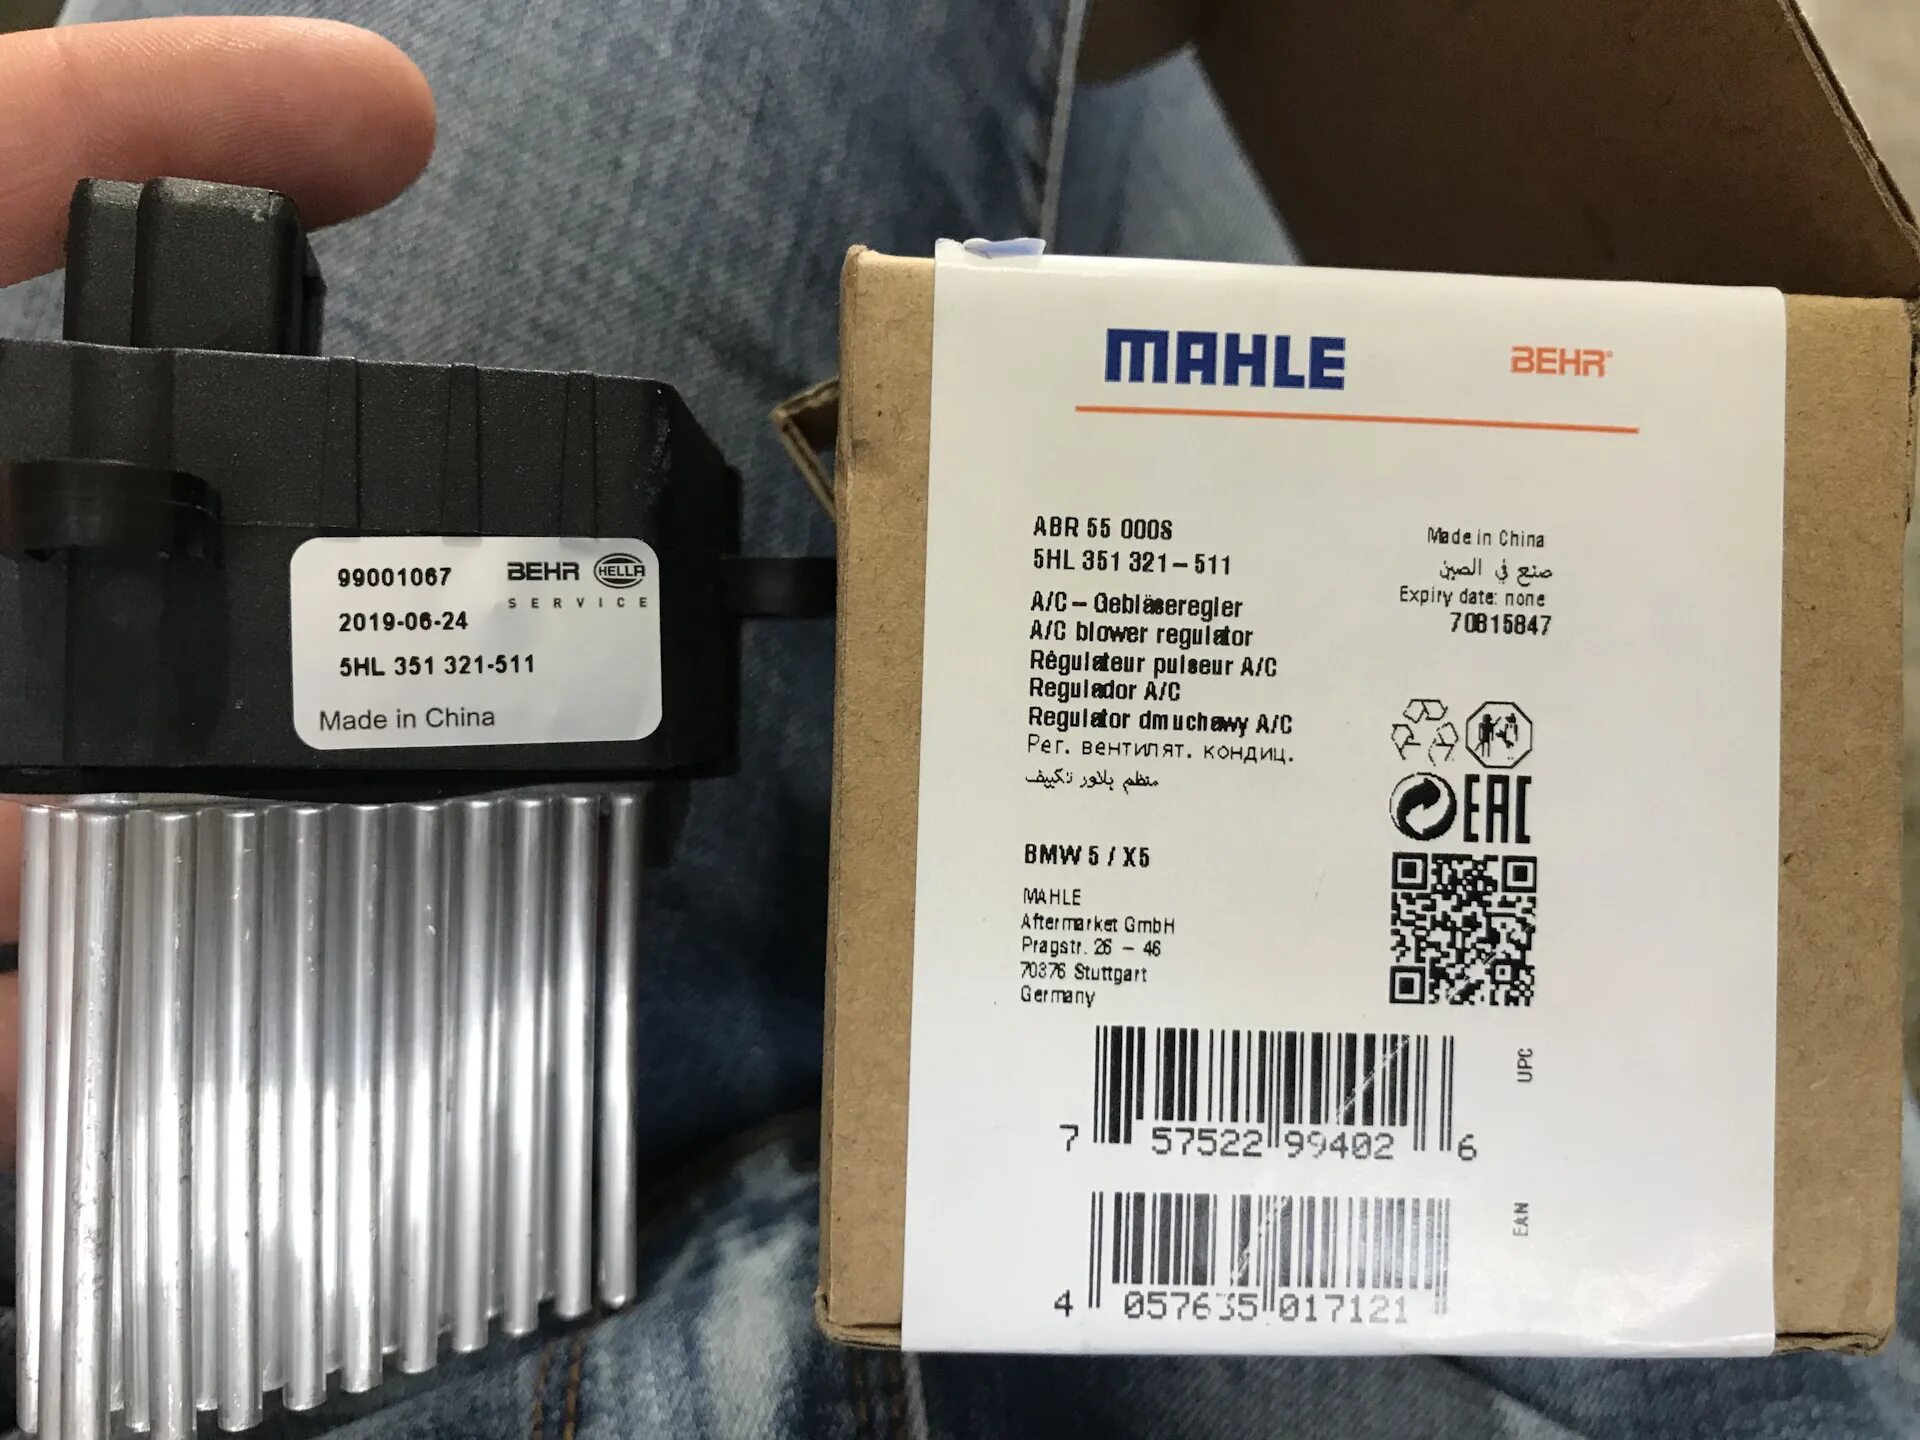 99001067
BEHR HELLA
SERVICE
2019-06-24
5HL 351 321-511
Made in China
MAHLE
BEHR®
ABR 55 000S
5HL 351 321-511
A/C-Gebläseregler
A/C blower regulator
Régulateur pulseur A/C
Regulador A/C
Regulator dmuchawy A/C
Рег. вентилят. кондиц.
منظم بلاور تكييف
Made in China
صنع في الصين
Expiry date: none
70815847
EAC
BMW 5 / X5
MAHLE
Aftermarket GmbH
Pragstr. 26 - 46
70376 Stuttgart
Germany
UPC
7 57522 99402 6
EAN
4 057635 017121